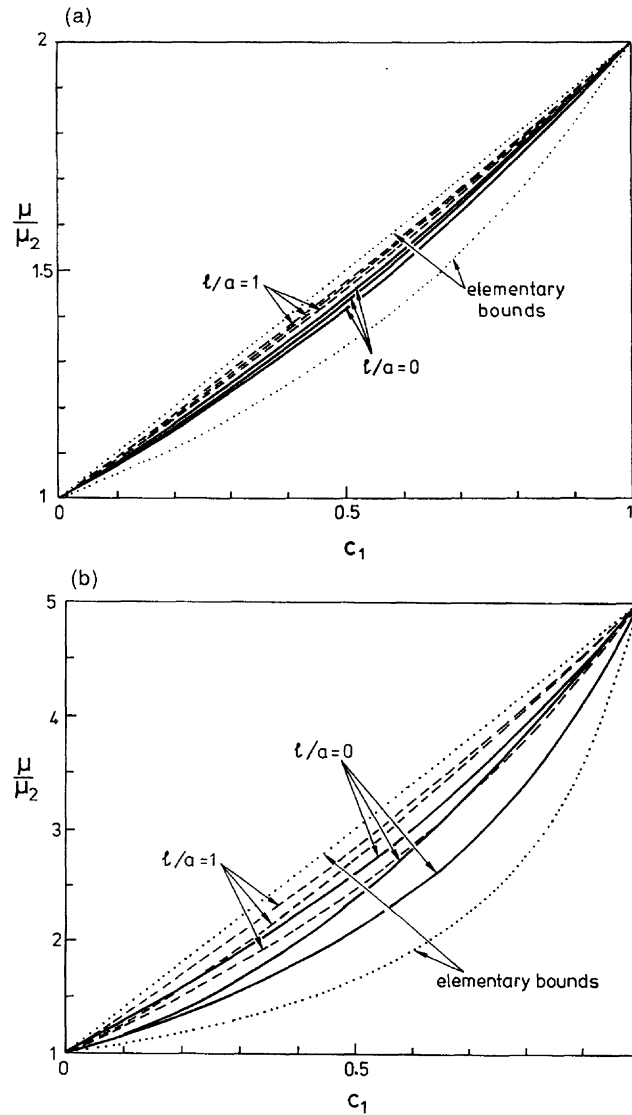 (a)
2
μ
μ₂
1.5
ℓ/a=1
elementary
bounds
ℓ/a=0
1
0
0.5
1
c₁
(b)
5
4
ℓ/a=0
μ
μ₂
3
ℓ/a=1
2
elementary bounds
1
0
0.5
c₁